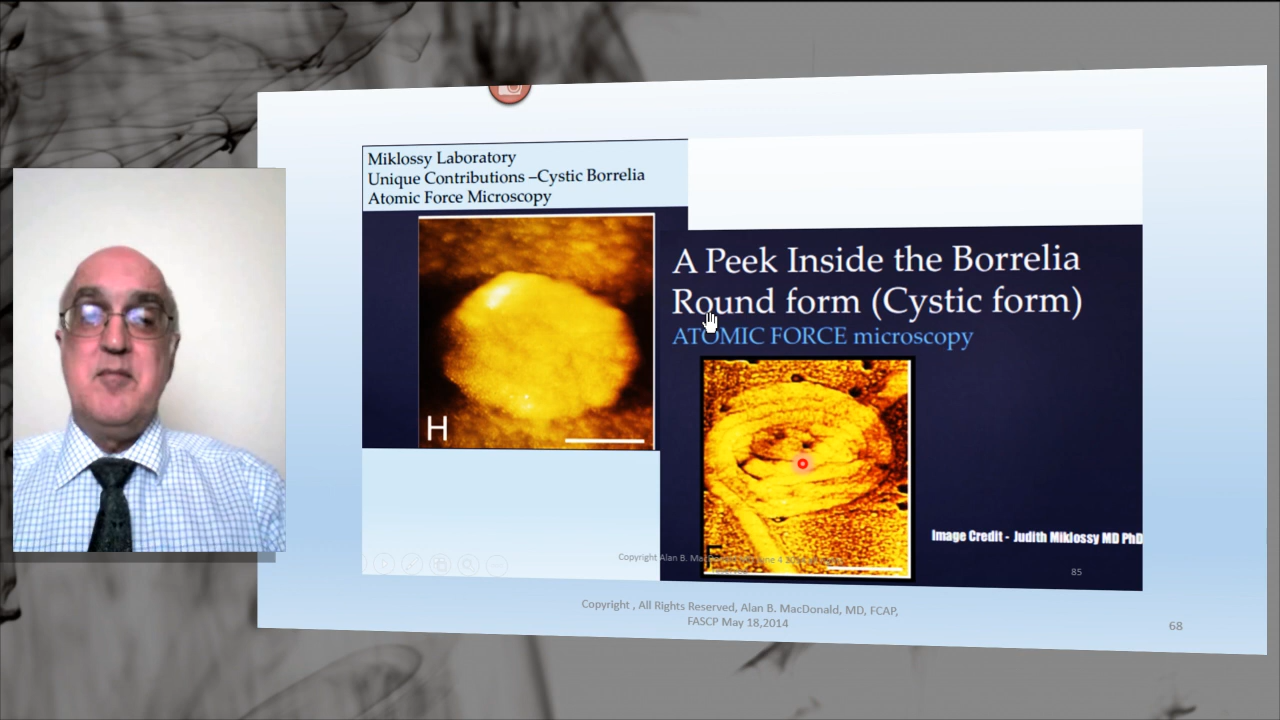 Miklossy Laboratory
Unique Contributions –Cystic Borrelia
Atomic Force Microscopy
H
A Peek Inside the Borrelia
Round form (Cystic form)
ATOMIC FORCE microscopy
Image Credit - Judith Miklossy MD PhD
Copyright Alan B.
85
Copyright , All Rights Reserved, Alan B. MacDonald, MD, FCAP,
FASCP May 18,2014
68